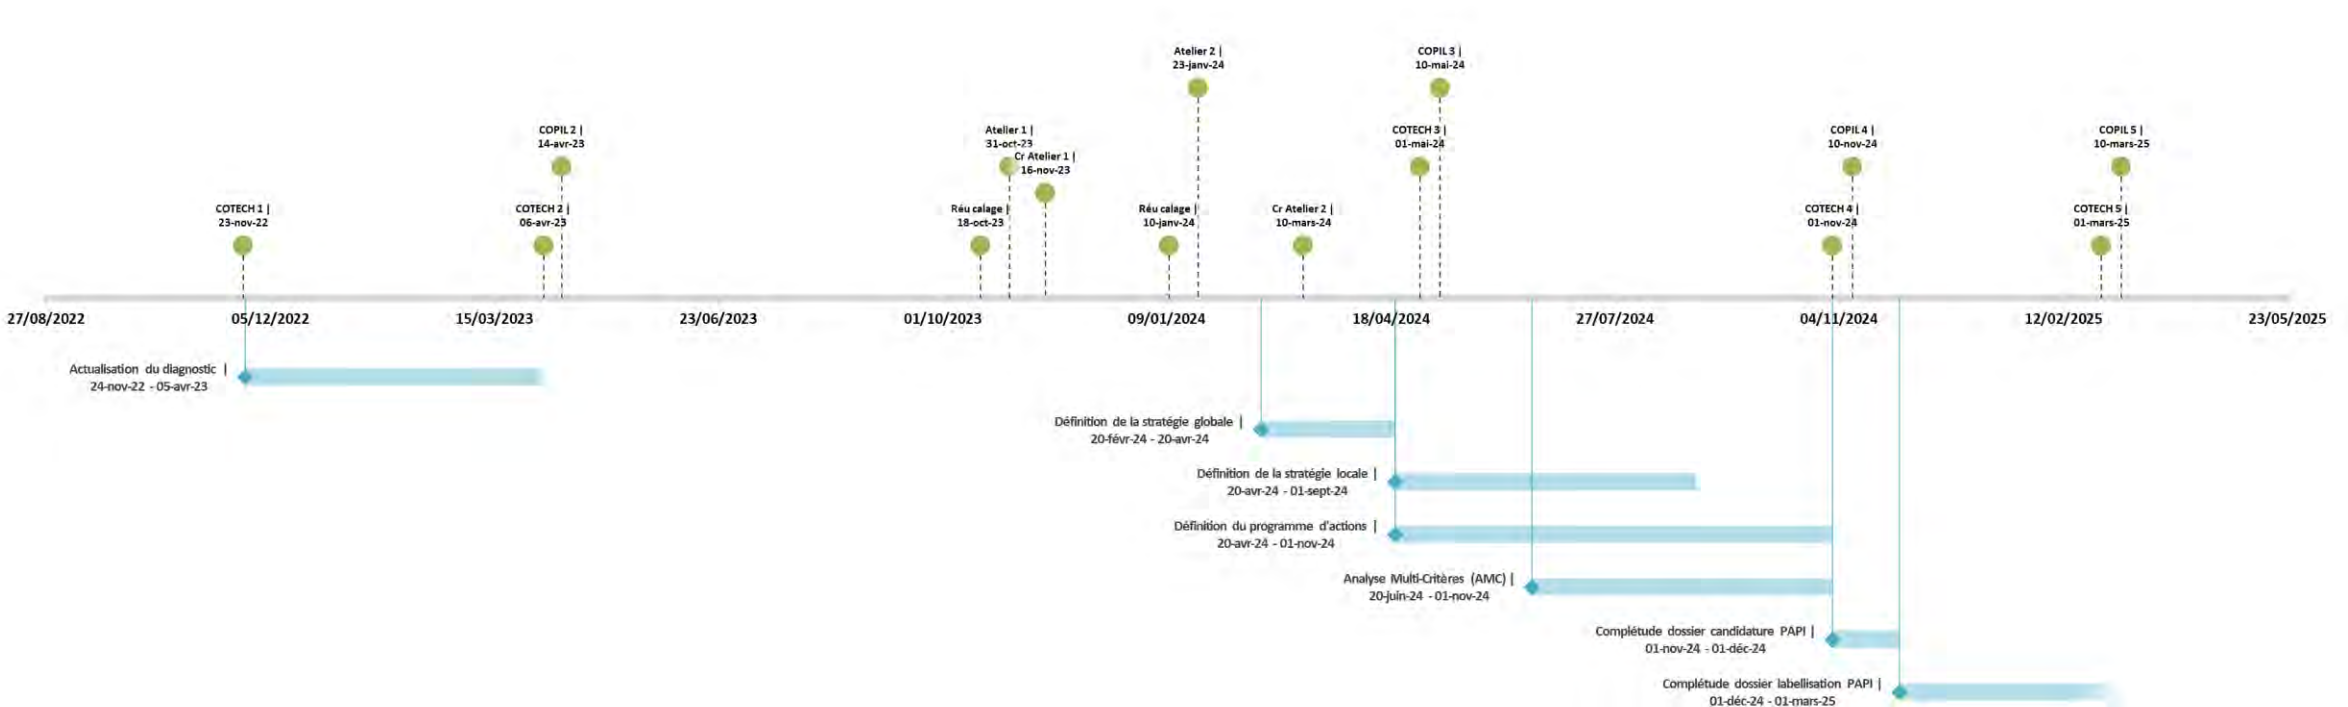 Atelier 2 |
23-janv-24
COPIL 3 |
10-mai-24
COPIL 2 |
14-avr-23
Atelier 1 |
31-oct-23
Cr Atelier 1 |
16-nov-23
COTECH 3 |
01-mai-24
COPIL 4 |
10-nov-24
COPIL 5 |
10-mars-25
COTECH 1 |
23-nov-22
COTECH 2 |
06-avr-23
Réu calage |
18-oct-23
Réu calage |
10-janv-24
Cr Atelier 2 |
10-mars-24
COTECH 4 |
01-nov-24
COTECH 5 |
01-mars-25
27/08/2022 05/12/2022 15/03/2023 23/06/2023 01/10/2023 09/01/2024 18/04/2024 27/07/2024 04/11/2024 12/02/2025 23/05/2025
Actualisation du diagnostic |
24-nov-22 - 05-avr-23
Définition de la stratégie globale |
20-févr-24 - 20-avr-24
Définition de la stratégie locale |
20-avr-24 - 01-sept-24
Définition du programme d'actions |
20-avr-24 - 01-nov-24
Analyse Multi-Critères (AMC) |
20-juin-24 - 01-nov-24
Complétude dossier candidature PAPI |
01-nov-24 - 01-déc-24
Complétude dossier labellisation PAPI |
01-déc-24 - 01-mars-25